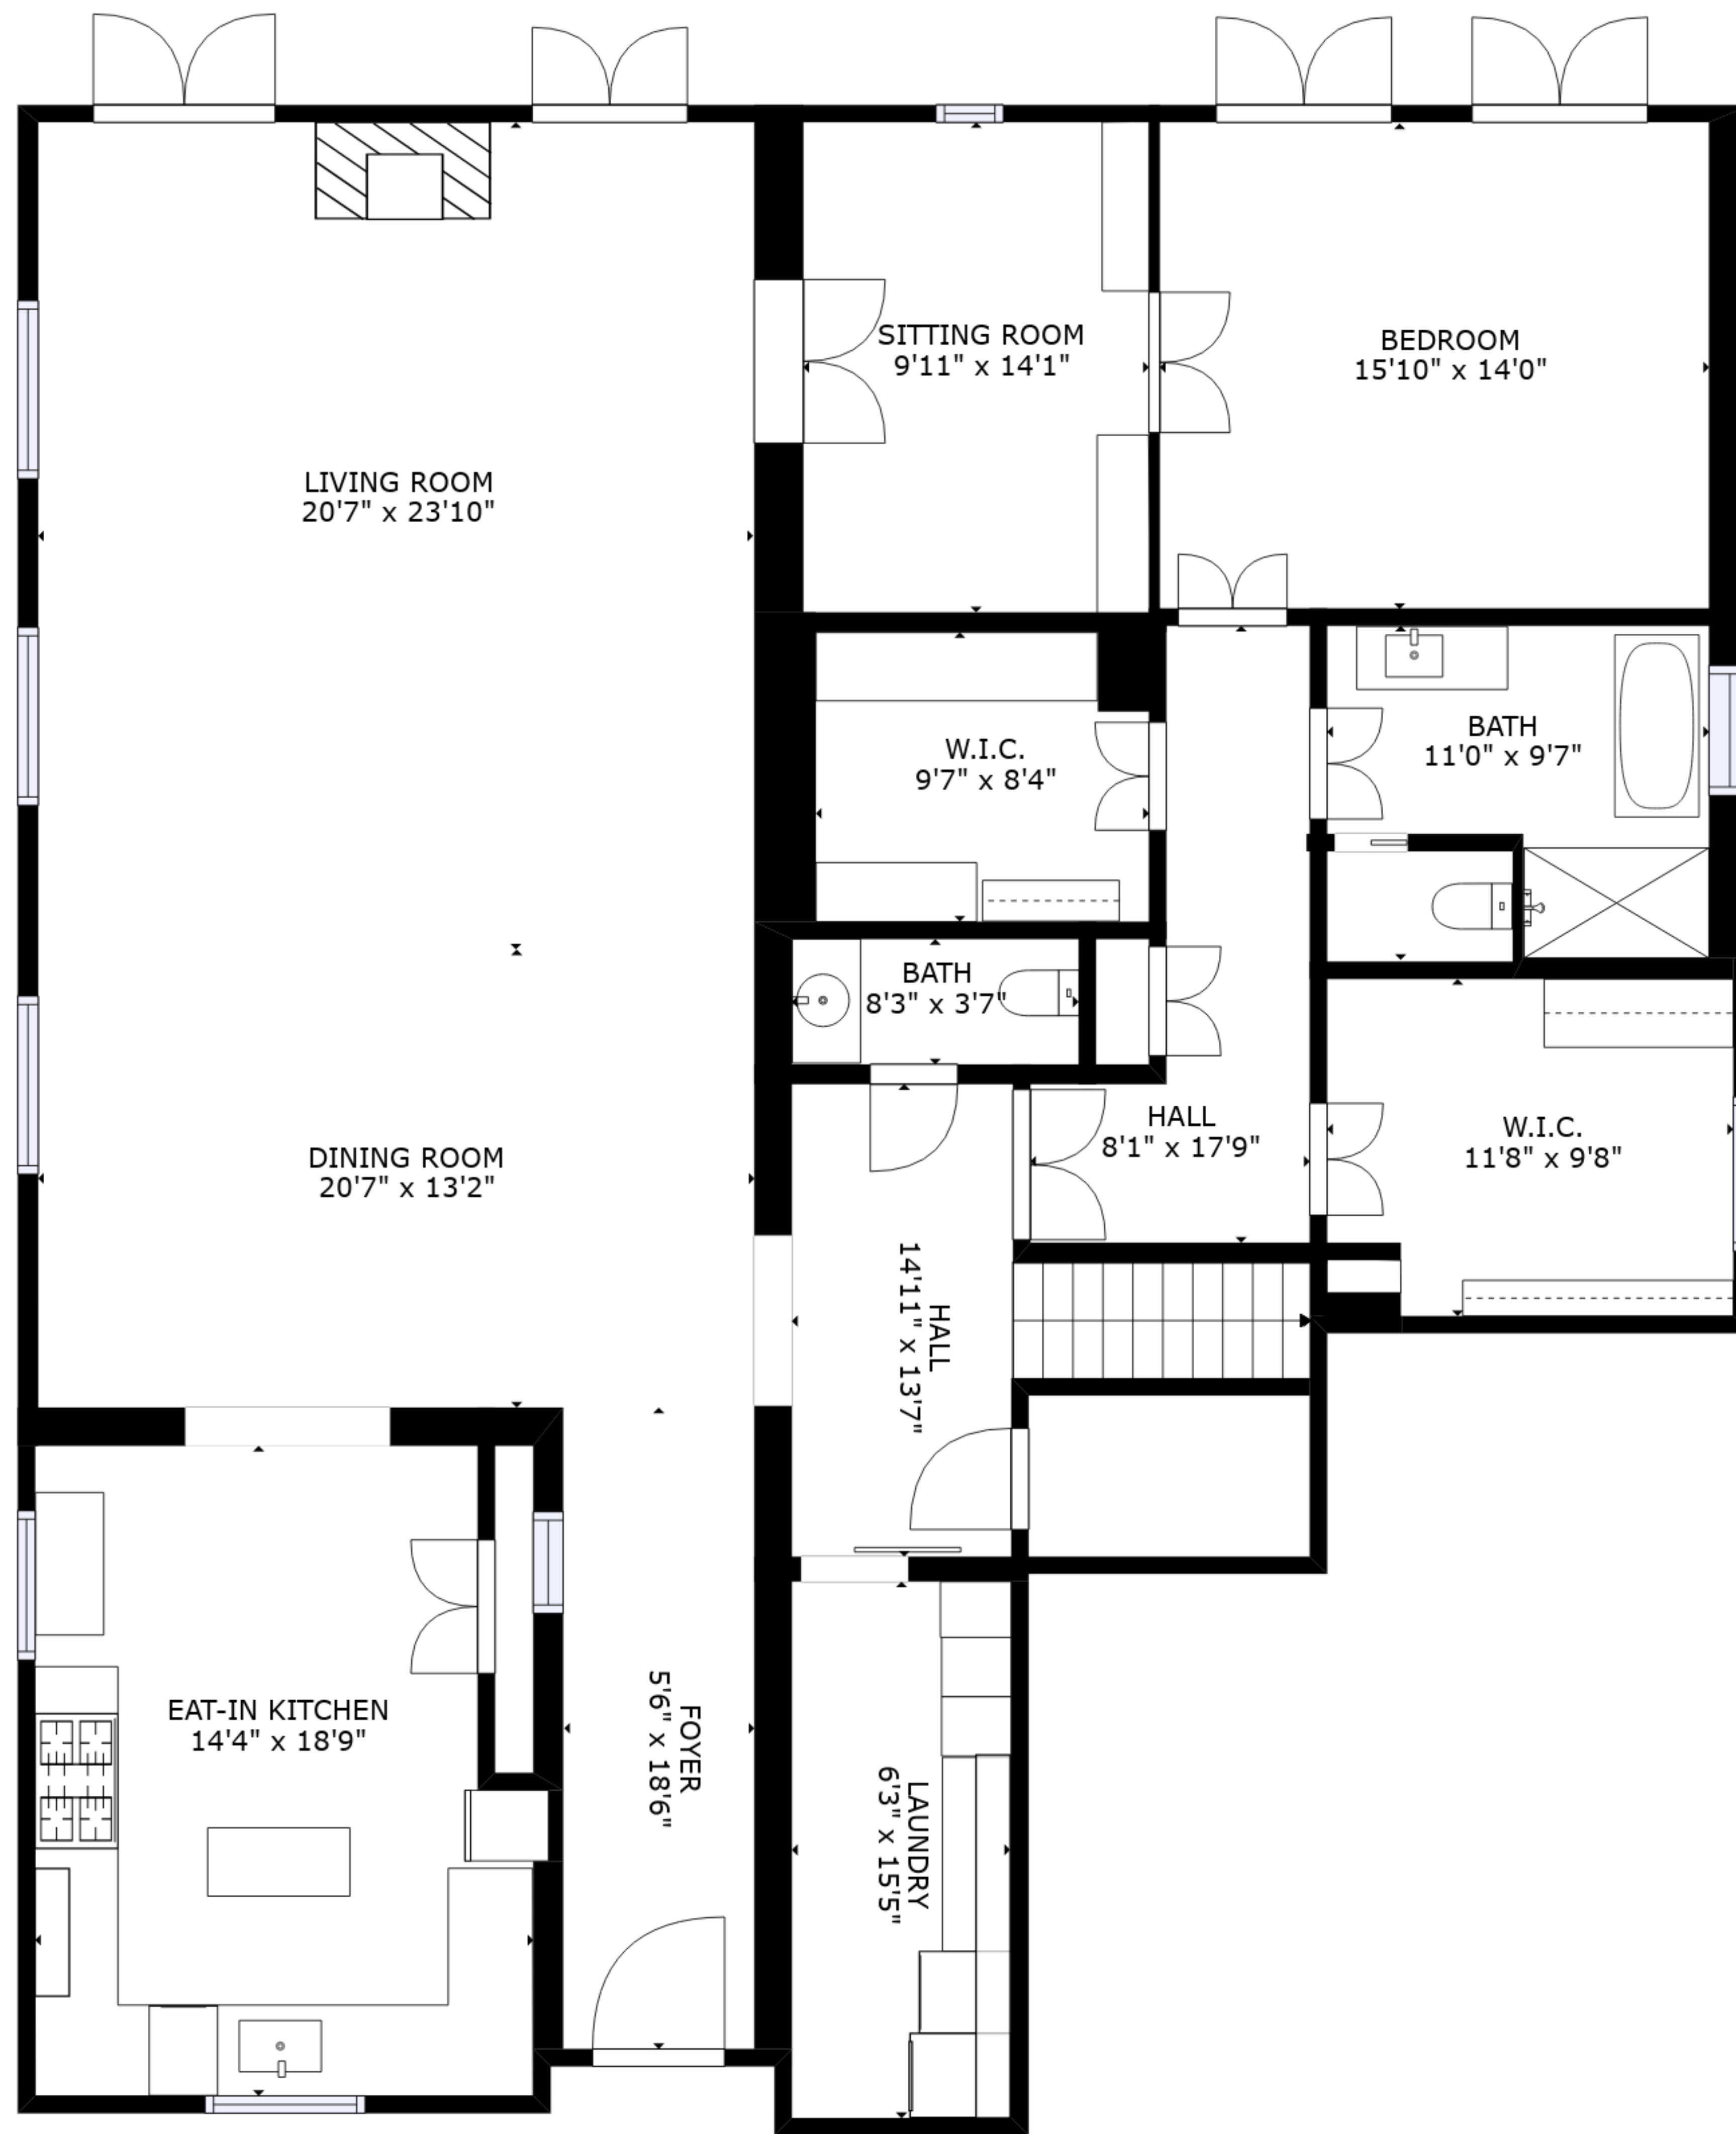 SITTING ROOM
9'11" x 14'1"
BEDROOM
15'10" x 14'0"
LIVING ROOM
20'7" x 23'10"
W.I.C.
9'7" x 8'4"
BATH
11'0" x 9'7"
BATH
8'3" x 3'7"
HALL
8'1" x 17'9"
W.I.C.
11'8" x 9'8"
DINING ROOM
20'7" x 13'2"
HALL
14'11" x 13'7"
EAT-IN KITCHEN
14'4" x 18'9"
FOYER
5'6" x 18'6"
LAUNDRY
6'3" x 15'5"